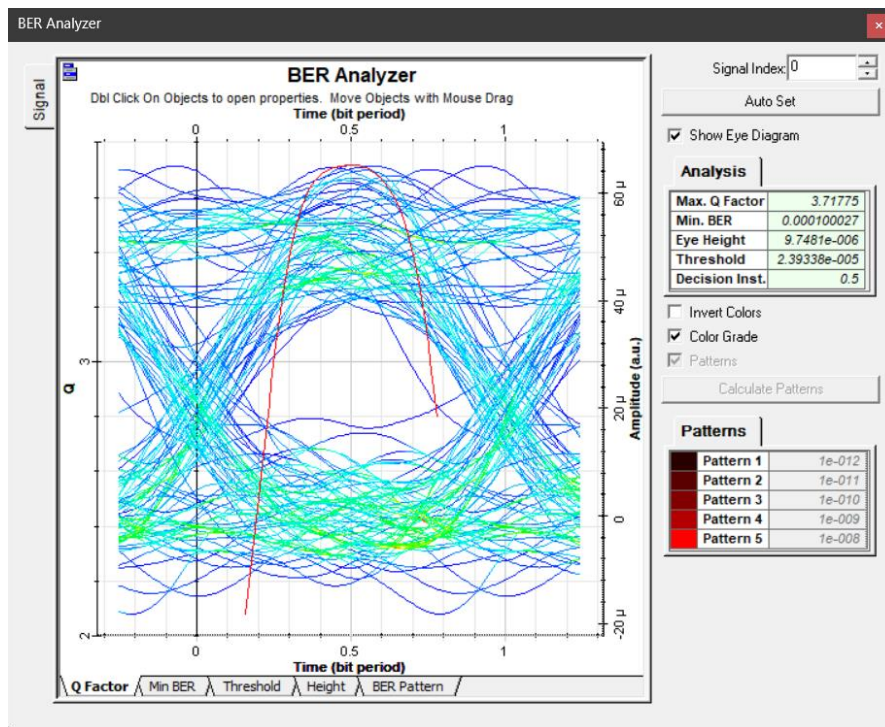 BER Analyzer
Signal
BER Analyzer
Dbl Click On Objects to open properties.  Move Objects with Mouse Drag
Time (bit period)
0 0.5 1
Q
3
2
60 µ
40 µ
20 µ
0
-20 µ
Amplitude (a.u.)
0 0.5 1
Time (bit period)
Q Factor Min BER Threshold Height BER Pattern
Signal Index: 0
Auto Set
Show Eye Diagram
Analysis
Max. Q Factor 3.71775
Min. BER 0.000100027
Eye Height 9.7481e-006
Threshold 2.39338e-005
Decision Inst. 0.5
Invert Colors
Color Grade
Patterns
Calculate Patterns
Patterns
Pattern 1 1e-012
Pattern 2 1e-011
Pattern 3 1e-010
Pattern 4 1e-009
Pattern 5 1e-008